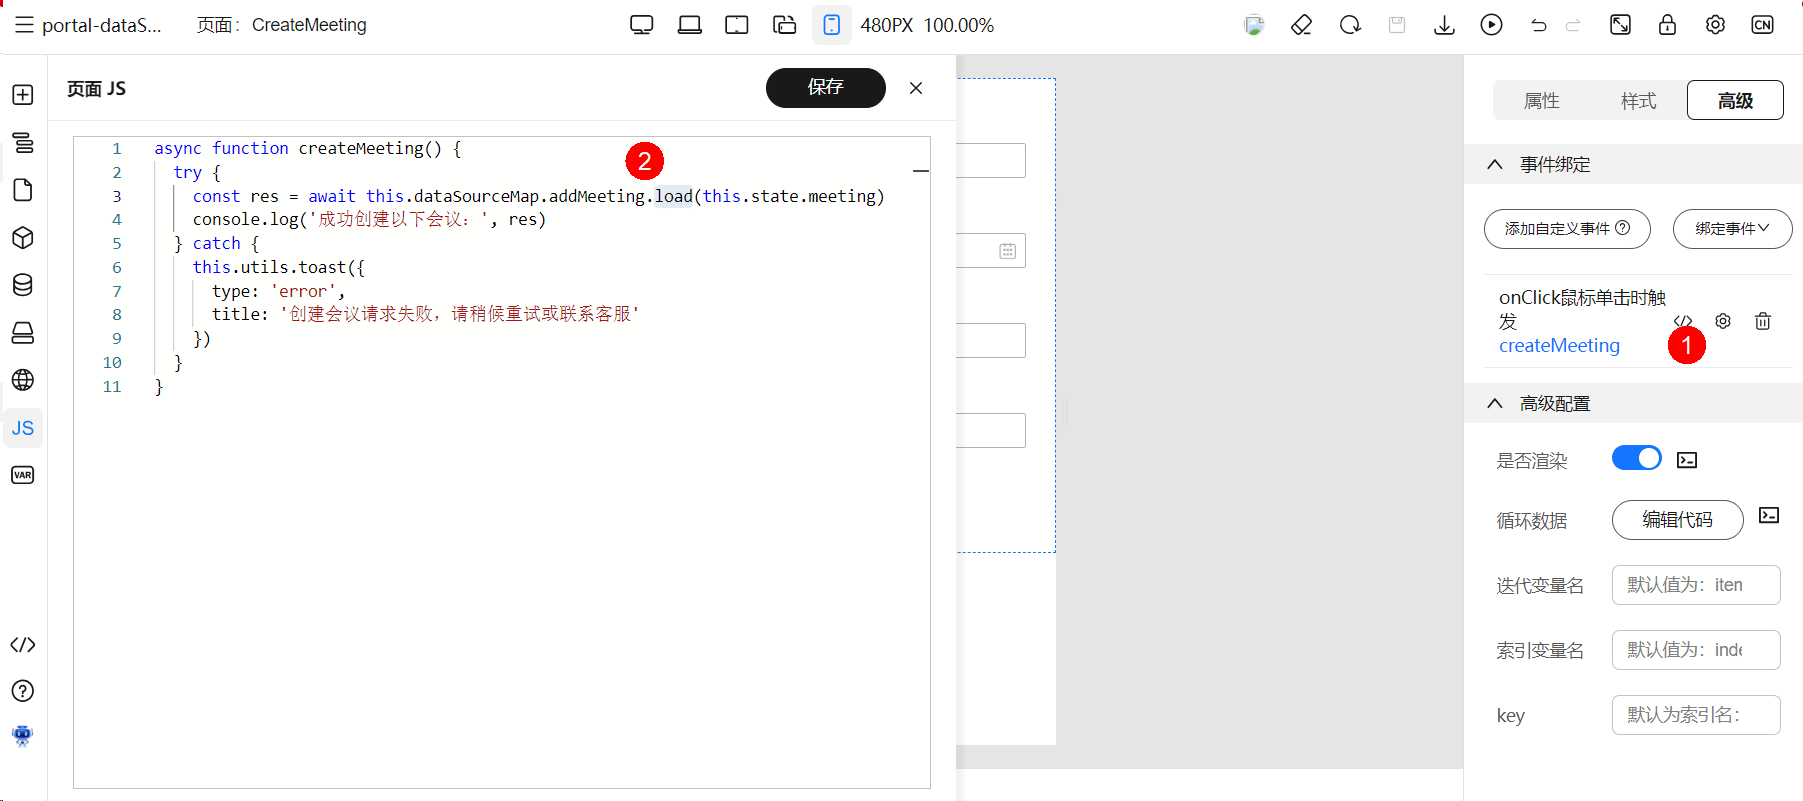 portal-dataS...
页面： CreateMeeting
480PX 100.00%
CN
页面 JS
保存
属性
样式
高级
1 async function createMeeting() {
2 try {
3 const res = await this.dataSourceMap.addMeeting.load(this.state.meeting)
4 console.log('成功创建以下会议：', res)
5 } catch {
6 this.utils.toast({
7 type: 'error',
8 title: '创建会议请求失败，请稍候重试或联系客服'
9 })
10 }
11 }
2
JS
VAR
事件绑定
添加自定义事件
绑定事件
onClick鼠标单击时触
发
createMeeting
1
高级配置
是否渲染
循环数据
编辑代码
迭代变量名
默认值为：iten
索引变量名
默认值为：inde
key
默认为索引名：